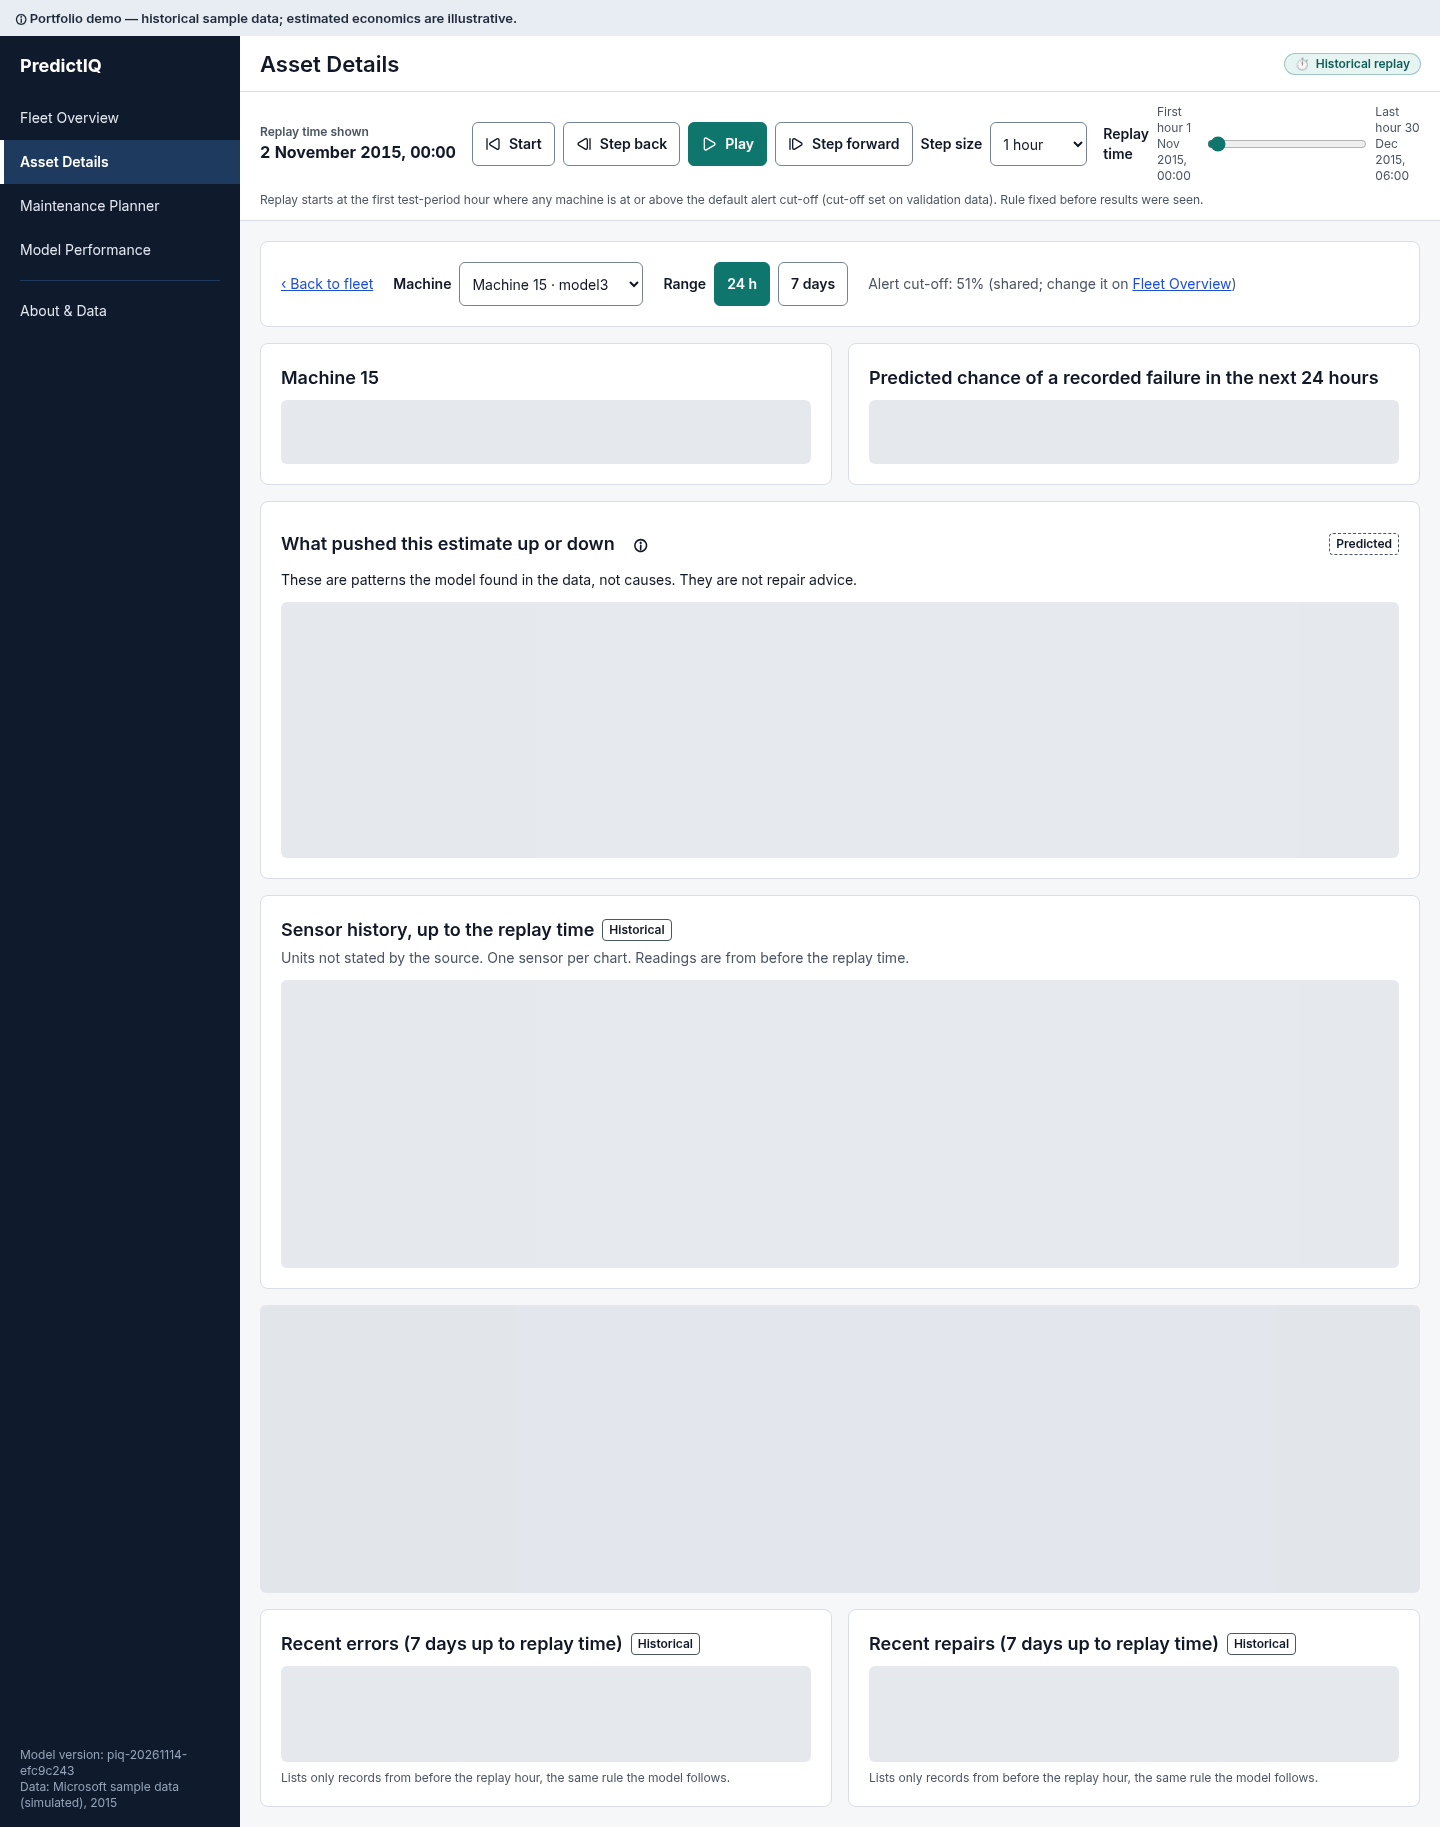 Portfolio demo — historical sample data; estimated economics are illustrative.
PredictIQ
Fleet Overview
Asset Details
Maintenance Planner
Model Performance
About & Data
Model version: piq-20261114-
efc9c243
Data: Microsoft sample data
(simulated), 2015
Asset Details
Historical replay
Replay time shown
2 November 2015, 00:00
Start
Step back
Play
Step forward
Step size
1 hour
Replay
time
First
hour 1
Nov
2015,
00:00
Last
hour 30
Dec
2015,
06:00
Replay starts at the first test-period hour where any machine is at or above the default alert cut-off (cut-off set on validation data). Rule fixed before results were seen.
‹ Back to fleet
Machine
Machine 15 · model3
Range
24 h
7 days
Alert cut-off: 51% (shared; change it on Fleet Overview)
Machine 15
Predicted chance of a recorded failure in the next 24 hours
What pushed this estimate up or down
Predicted
These are patterns the model found in the data, not causes. They are not repair advice.
Sensor history, up to the replay time
Historical
Units not stated by the source. One sensor per chart. Readings are from before the replay time.
Recent errors (7 days up to replay time)
Historical
Lists only records from before the replay hour, the same rule the model follows.
Recent repairs (7 days up to replay time)
Historical
Lists only records from before the replay hour, the same rule the model follows.